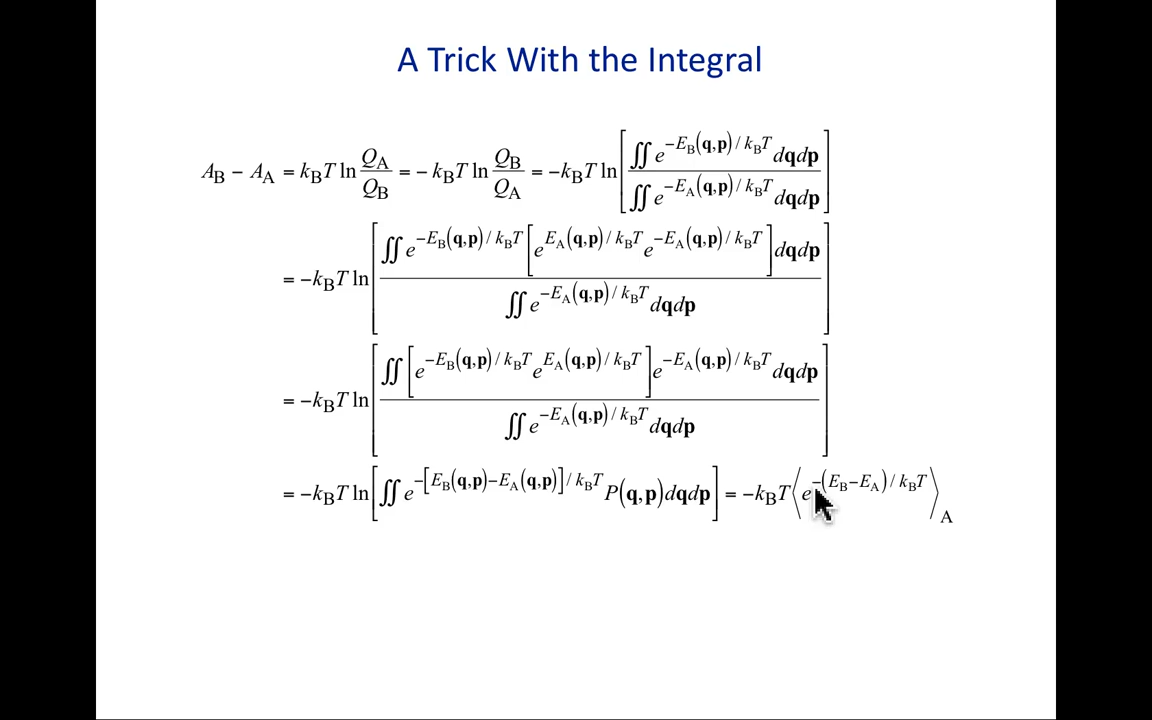 A Trick With the Integral
A_B − A_A = k_BT ln Q_A/Q_B = − k_BT ln Q_B/Q_A = −k_BT ln[∬e^{−E_B(q,p)/k_BT}dqdp / ∬e^{−E_A(q,p)/k_BT}dqdp]
= −k_BT ln[∬e^{−E_B(q,p)/k_BT}[e^{E_A(q,p)/k_BT}e^{−E_A(q,p)/k_BT}]dqdp / ∬e^{−E_A(q,p)/k_BT}dqdp]
= −k_BT ln[∬[e^{−E_B(q,p)/k_BT}e^{E_A(q,p)/k_BT}]e^{−E_A(q,p)/k_BT}dqdp / ∬e^{−E_A(q,p)/k_BT}dqdp]
= −k_BT ln[∬e^{−[E_B(q,p)−E_A(q,p)]/k_BT}P(q,p)dqdp] = −k_BT⟨e^{−(E_B−E_A)/k_BT}⟩_A